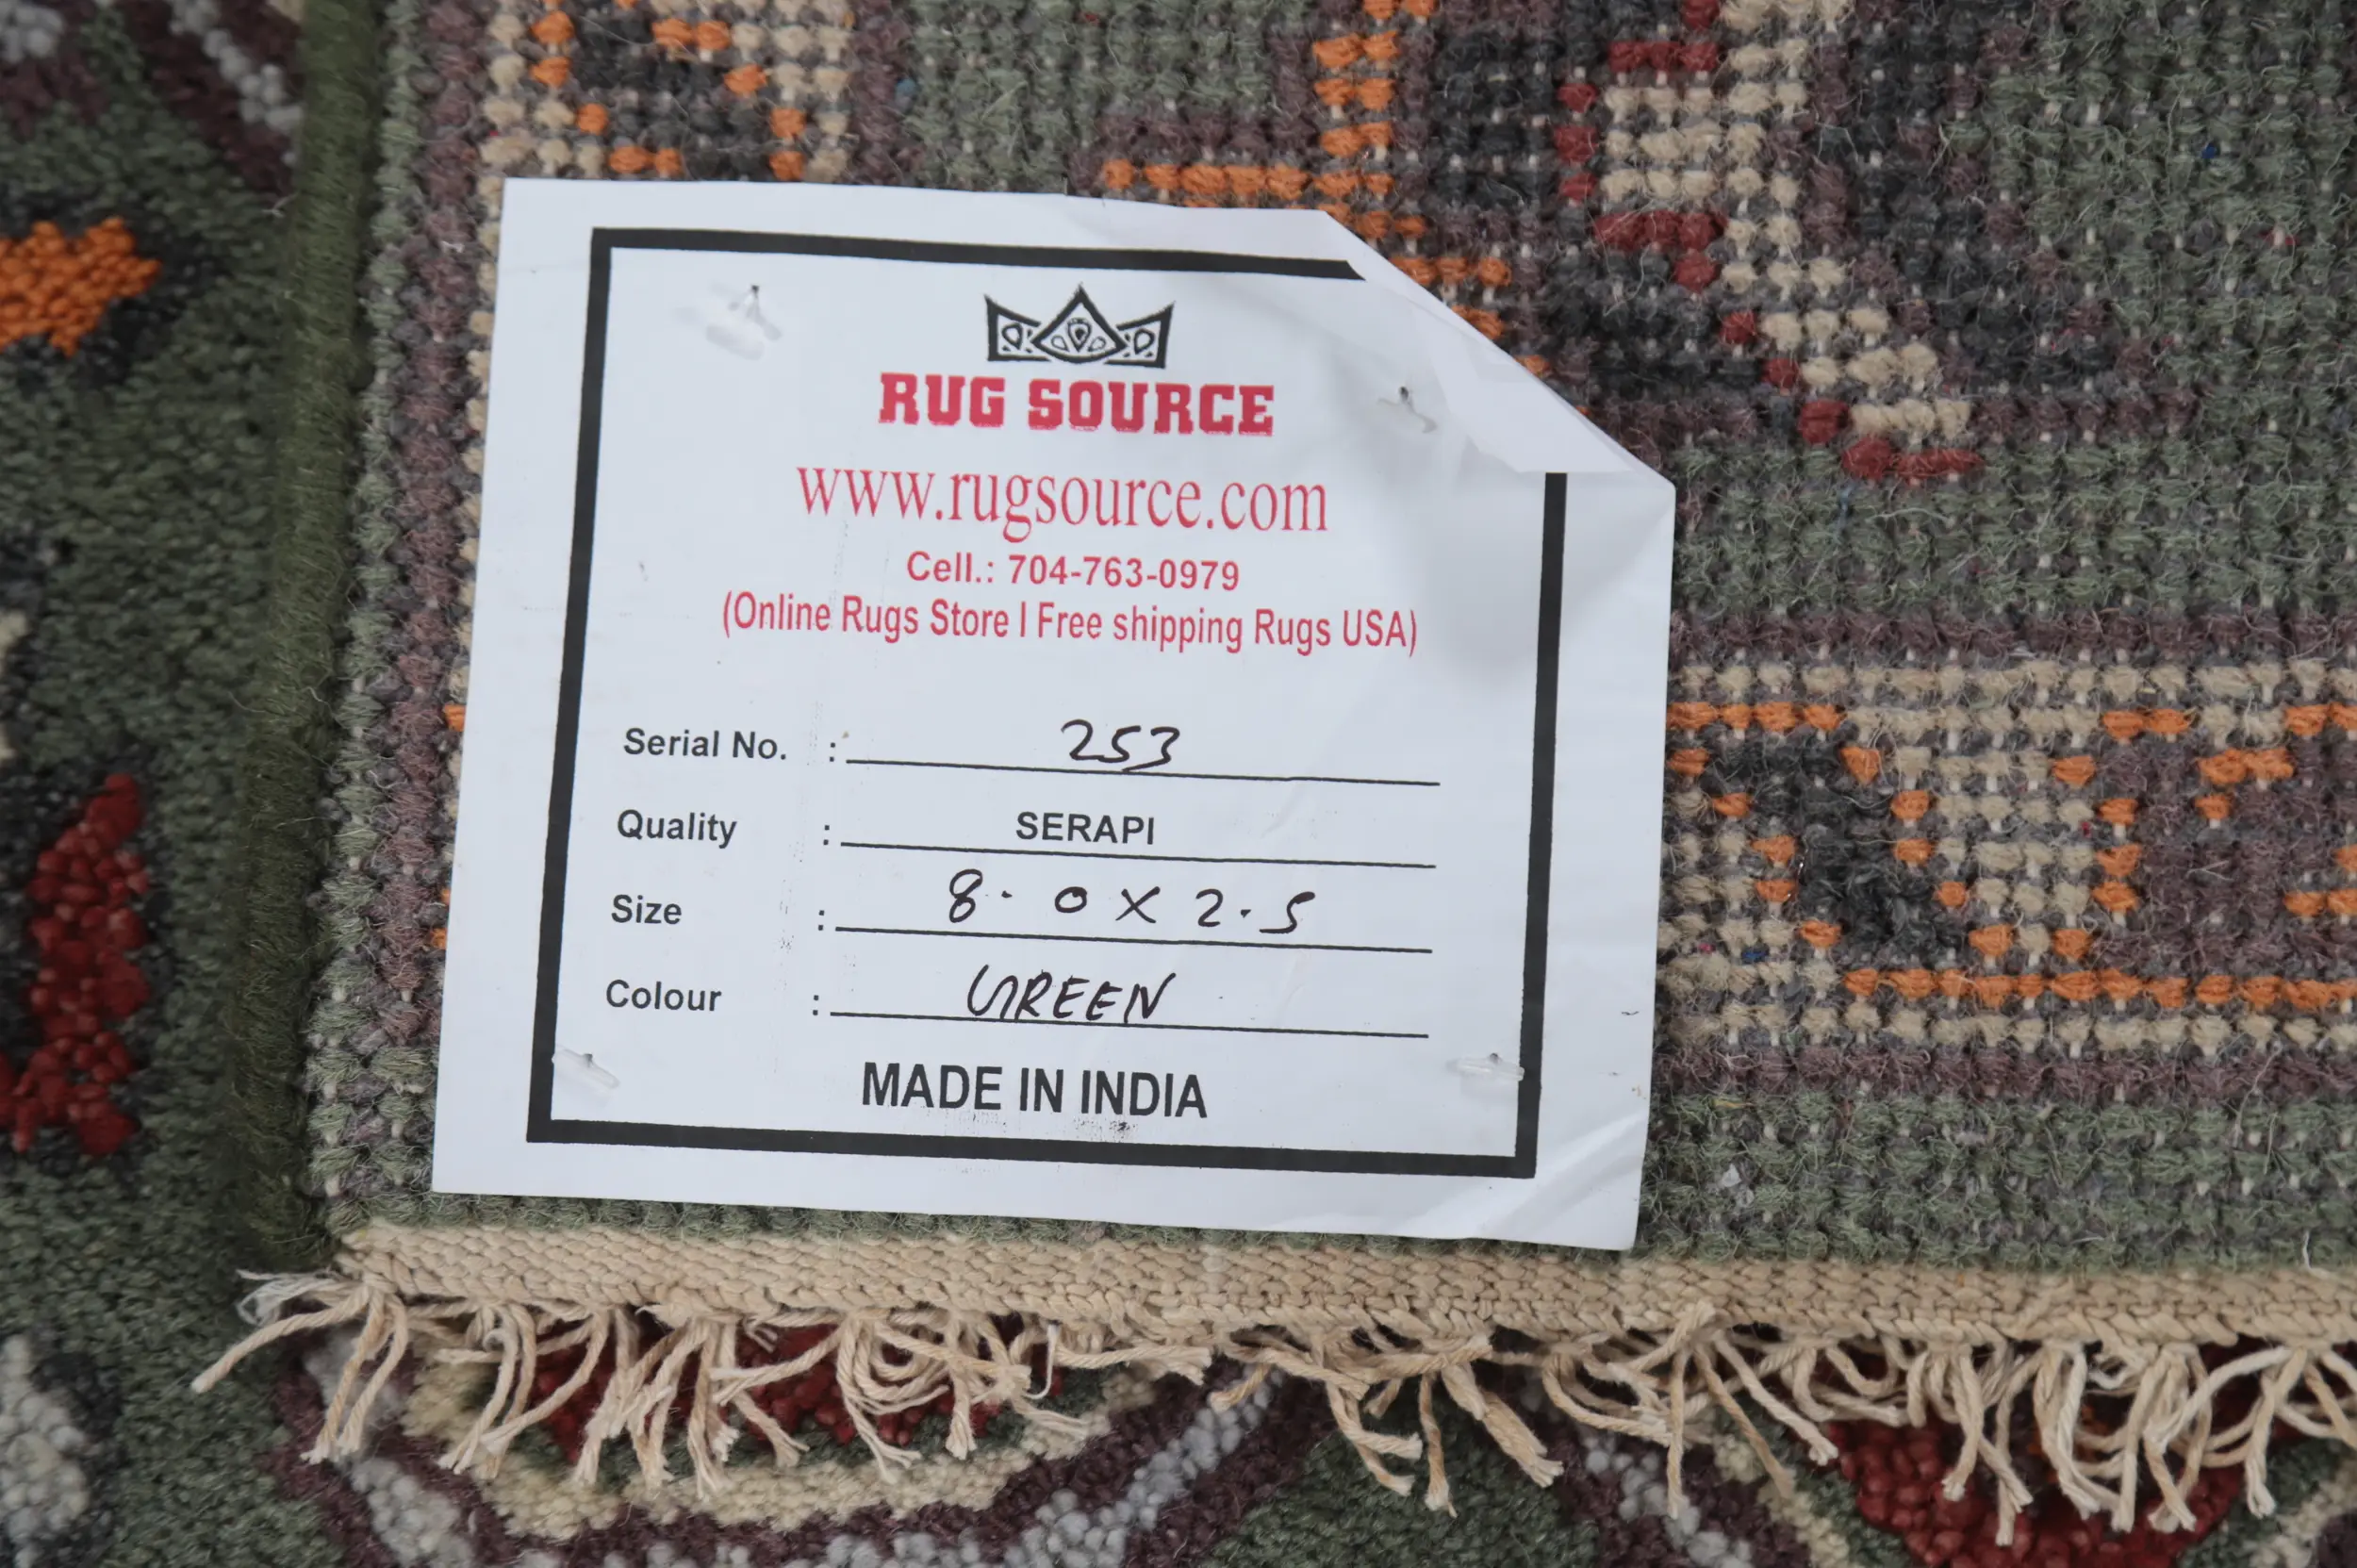 RUG SOURCE
www.rugsource.com
Cell.: 704-763-0979
(Online Rugs Store I Free shipping Rugs USA)
Serial No. : 253
Quality : SERAPI
Size : 8.0 X 2.5
Colour : GREEN
MADE IN INDIA